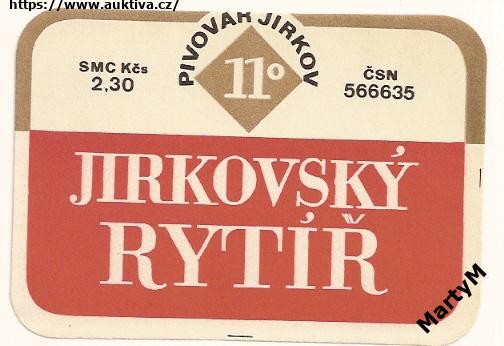 https://www.auktiva.cz/
PIVOVAR JIRKOV
11°
SMC Kčs
2,30
ČSN
566635
JIRKOVSKÝ
RYTÍŘ
MartyM